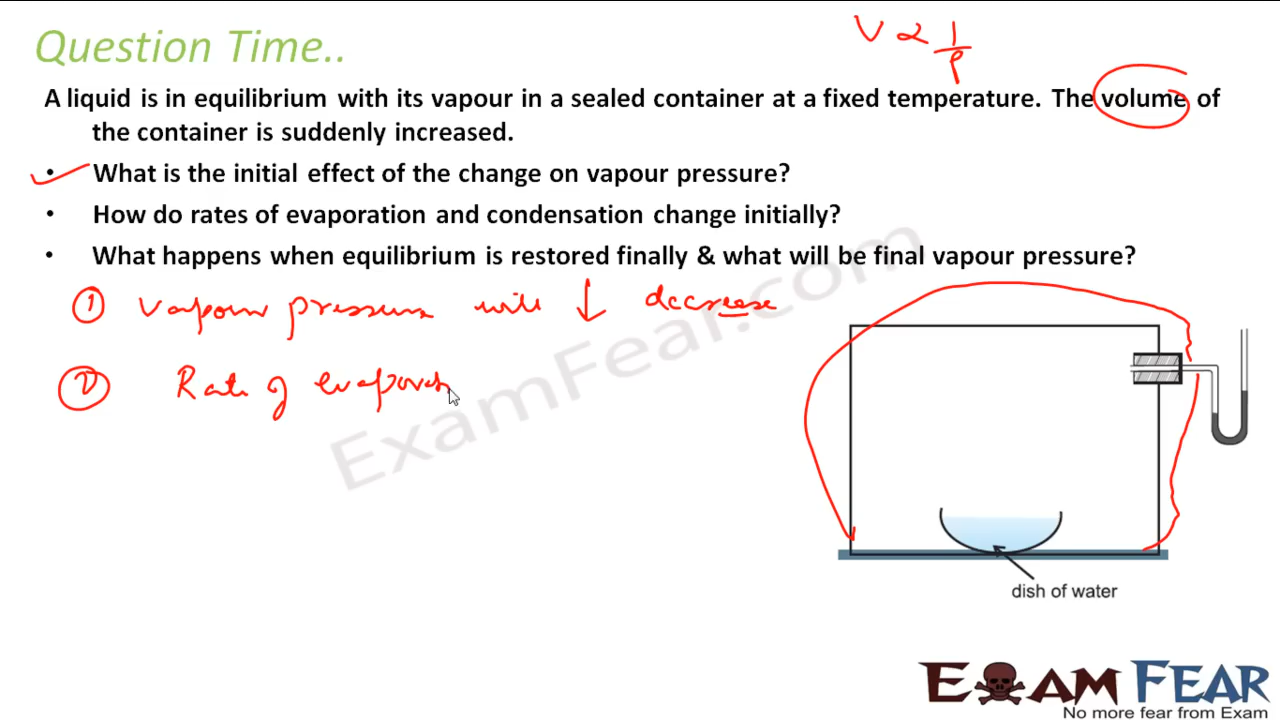 Question Time..
V ∝ 1/P
A liquid is in equilibrium with its vapour in a sealed container at a fixed temperature. The volume of
the container is suddenly increased.
• What is the initial effect of the change on vapour pressure?
• How do rates of evaporation and condensation change initially?
• What happens when equilibrium is restored finally & what will be final vapour pressure?
① Vapour pressure will ↓ decrease
② Rate of evaporat
ExamFear.com
dish of water
EXAM FEAR
No more fear from Exam